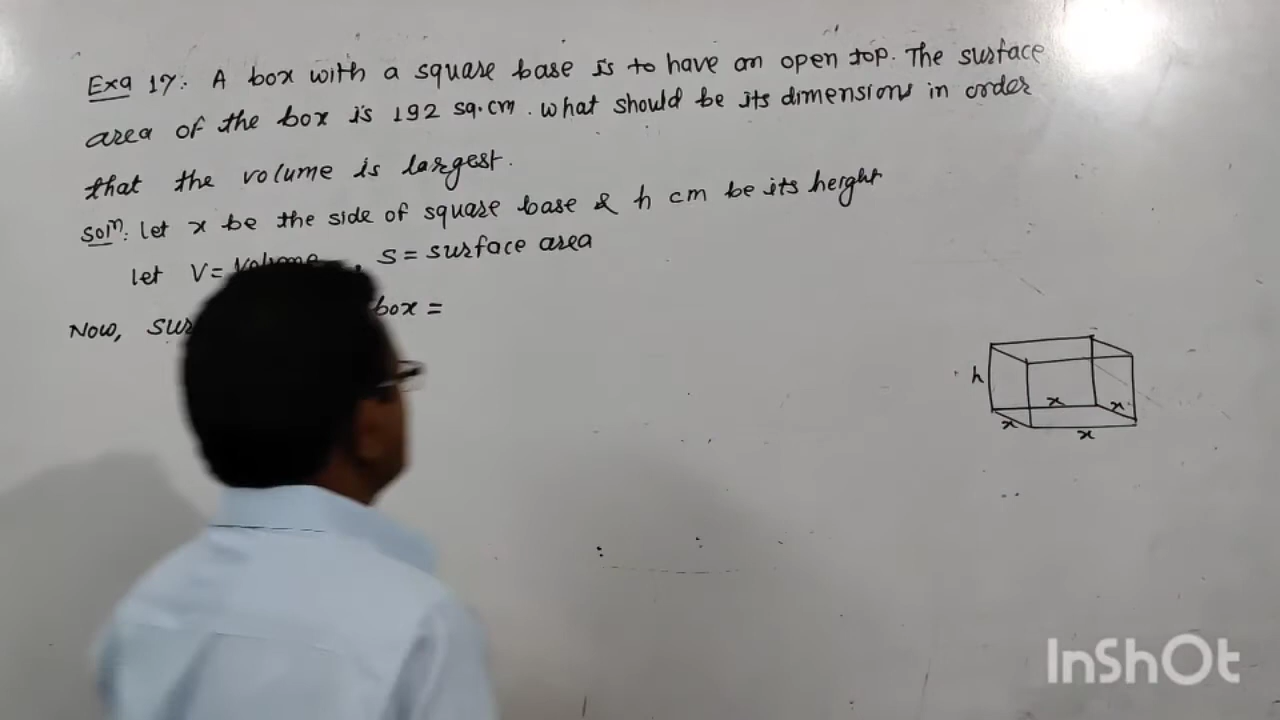 Exa 17: A box with a square base is to have an open top. The surface
area of the box is 192 sq.cm. what should be its dimensions in order
that the volume is largest.
Solⁿ: Let x be the side of square base & h cm be its height
Let V = , S = surface area
Now, box =
h
x
x
x
x
InShOt